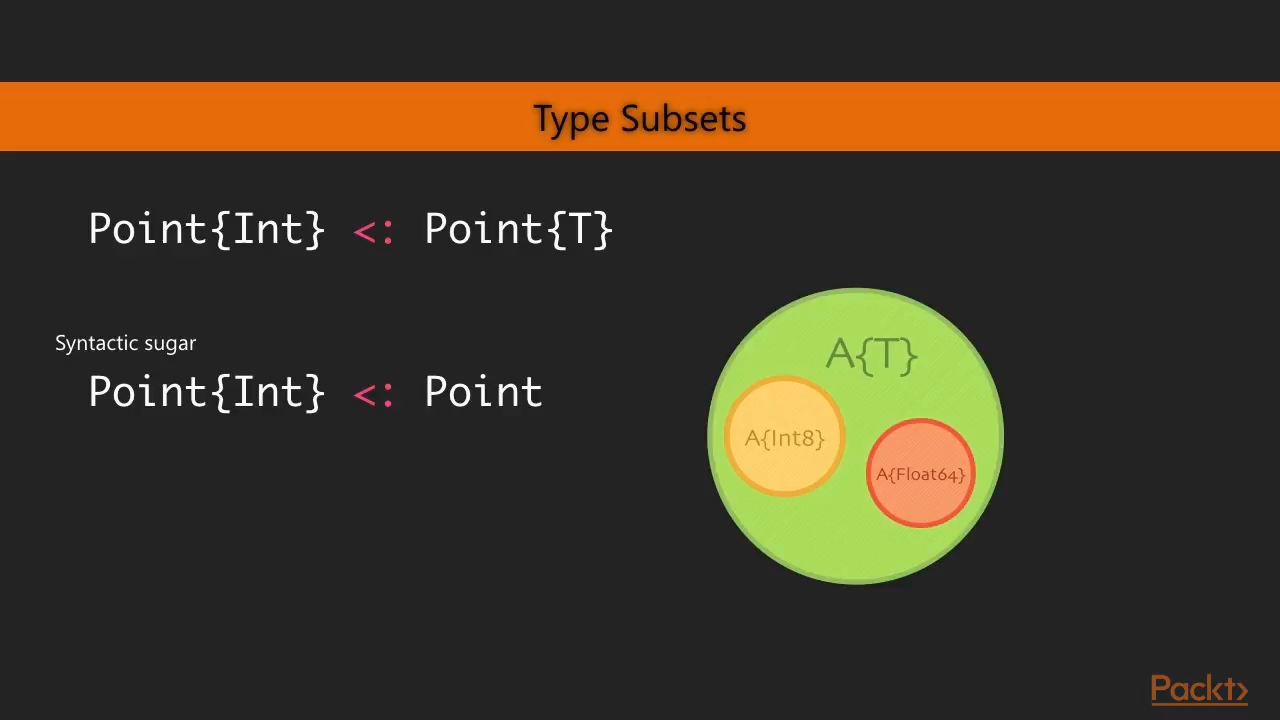 Type Subsets
Point{Int} <: Point{T}
Syntactic sugar
Point{Int} <: Point
A{T}
A{Int8}
A{Float64}
Packt>